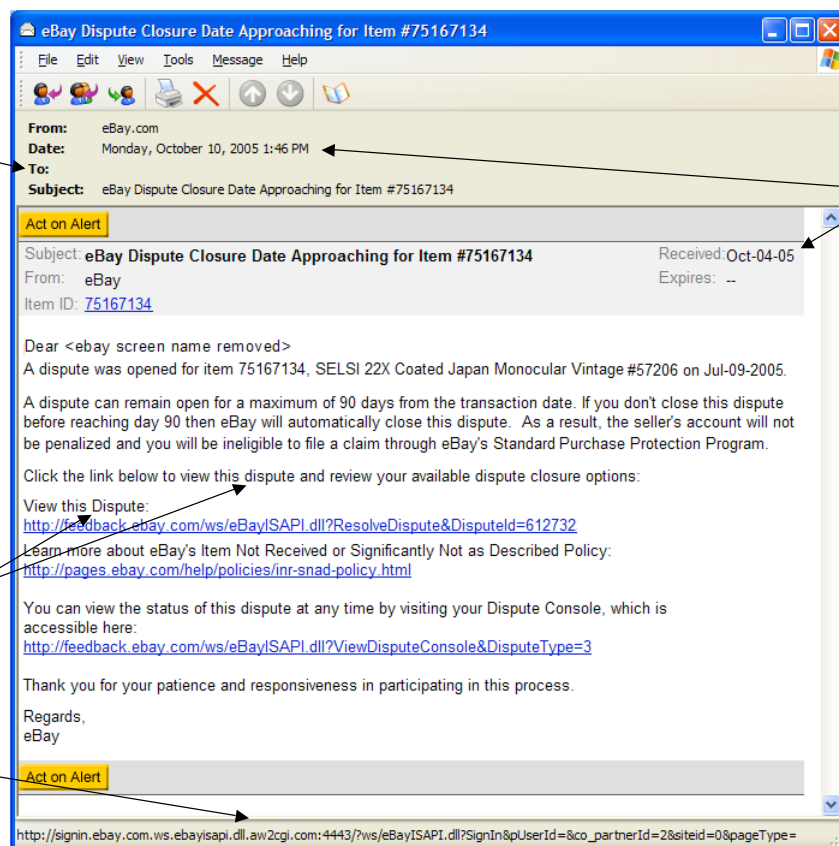 eBay Dispute Closure Date Approaching for Item #75167134
File Edit View Tools Message Help
From: eBay.com
Date: Monday, October 10, 2005 1:46 PM
To:
Subject: eBay Dispute Closure Date Approaching for Item #75167134
Act on Alert
Subject: eBay Dispute Closure Date Approaching for Item #75167134 Received: Oct-04-05
From: eBay Expires: --
Item ID: 75167134
Dear <ebay screen name removed>
A dispute was opened for item 75167134, SELSI 22X Coated Japan Monocular Vintage #57206 on Jul-09-2005.
A dispute can remain open for a maximum of 90 days from the transaction date. If you don't close this dispute
before reaching day 90 then eBay will automatically close this dispute. As a result, the seller's account will not
be penalized and you will be ineligible to file a claim through eBay's Standard Purchase Protection Program.
Click the link below to view this dispute and review your available dispute closure options:
View this Dispute:
http://feedback.ebay.com/ws/eBayISAPI.dll?ResolveDispute&DisputeId=612732
Learn more about eBay's Item Not Received or Significantly Not as Described Policy:
http://pages.ebay.com/help/policies/inr-snad-policy.html
You can view the status of this dispute at any time by visiting your Dispute Console, which is
accessible here:
http://feedback.ebay.com/ws/eBayISAPI.dll?ViewDisputeConsole&DisputeType=3
Thank you for your patience and responsiveness in participating in this process.
Regards,
eBay
Act on Alert
http://signin.ebay.com.ws.ebayisapi.dll.aw2cgi.com:4443/?ws/eBayISAPI.dll?SignIn&pUserId=&co_partnerId=2&siteid=0&pageType=